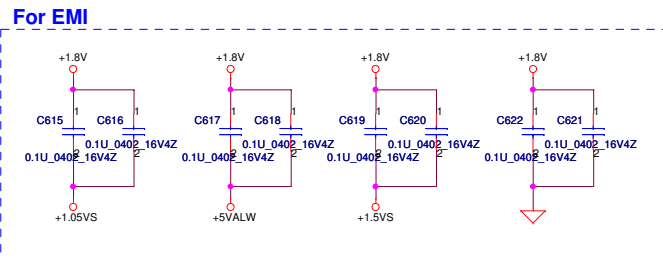 For EMI
+1.8V +1.8V +1.8V +1.8V
1 1 1 1 1 1 1 1
C615 C616 C617 C618 C619 C620 C622 C621
0.1U_0402_16V4Z 0.1U_0402_16V4Z 0.1U_0402_16V4Z 0.1U_0402_16V4Z
2 2 2 2 2 2 2 2
0.1U_0402_16V4Z 0.1U_0402_16V4Z 0.1U_0402_16V4Z 0.1U_0402_16V4Z
+1.05VS +5VALW +1.5VS